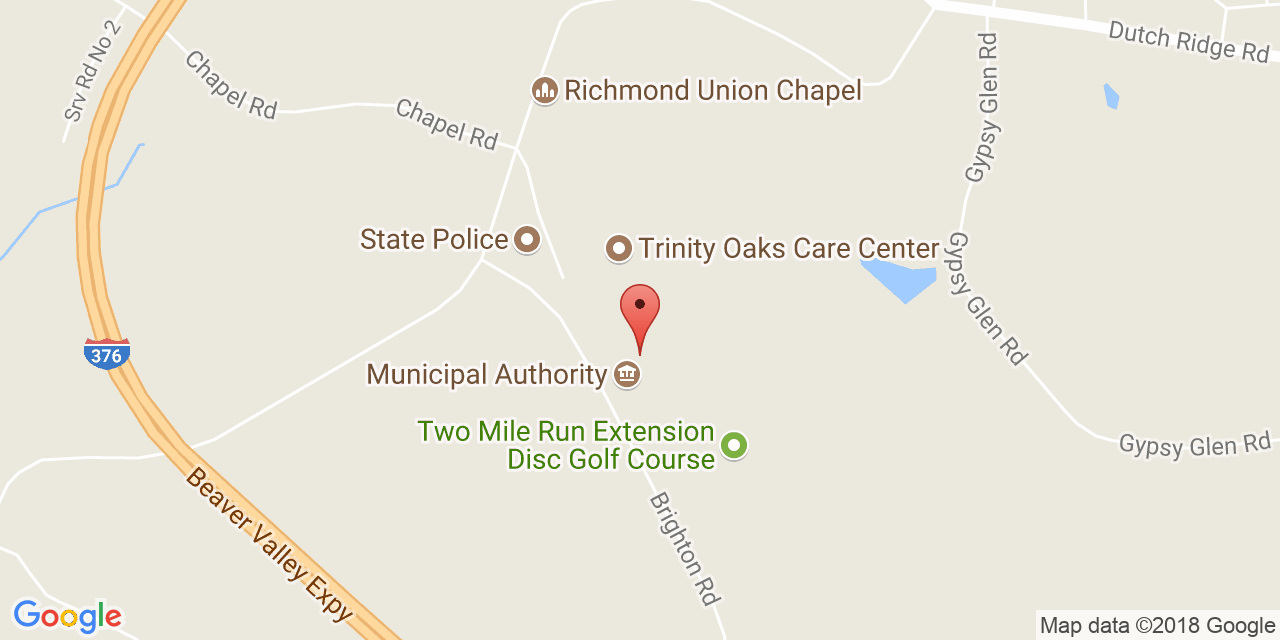 Srv Rd No 2
Chapel Rd
Chapel Rd
Richmond Union Chapel
Dutch Ridge Rd
Gypsy Glen Rd
State Police
Trinity Oaks Care Center
Gypsy Glen Rd
376
Municipal Authority
Two Mile Run Extension
Disc Golf Course
Gypsy Glen Rd
Beaver Valley Expy
Brighton Rd
Google
Map data ©2018 Google